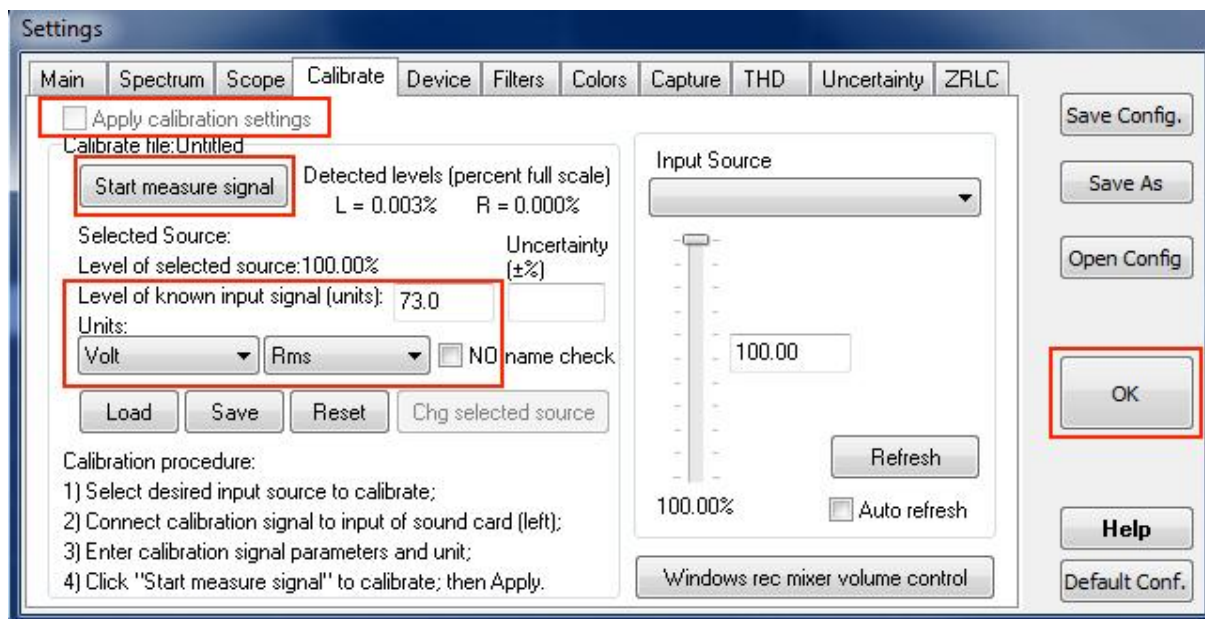 Settings
Main Spectrum Scope Calibrate Device Filters Colors Capture THD Uncertainty ZRLC
Apply calibration settings
Calibrate file:Untitled
Start measure signal
Detected levels (percent full scale)
L = 0.003% R = 0.000%
Selected Source:
Level of selected source:100.00%
Uncertainty
(±%)
Level of known input signal (units): 73.0
Units:
Volt Rms NO name check
Load Save Reset Chg selected source
Calibration procedure:
1) Select desired input source to calibrate;
2) Connect calibration signal to input of sound card (left);
3) Enter calibration signal parameters and unit;
4) Click "Start measure signal" to calibrate; then Apply.
Input Source
100.00
Refresh
100.00% Auto refresh
Windows rec mixer volume control
Save Config.
Save As
Open Config
OK
Help
Default Conf.